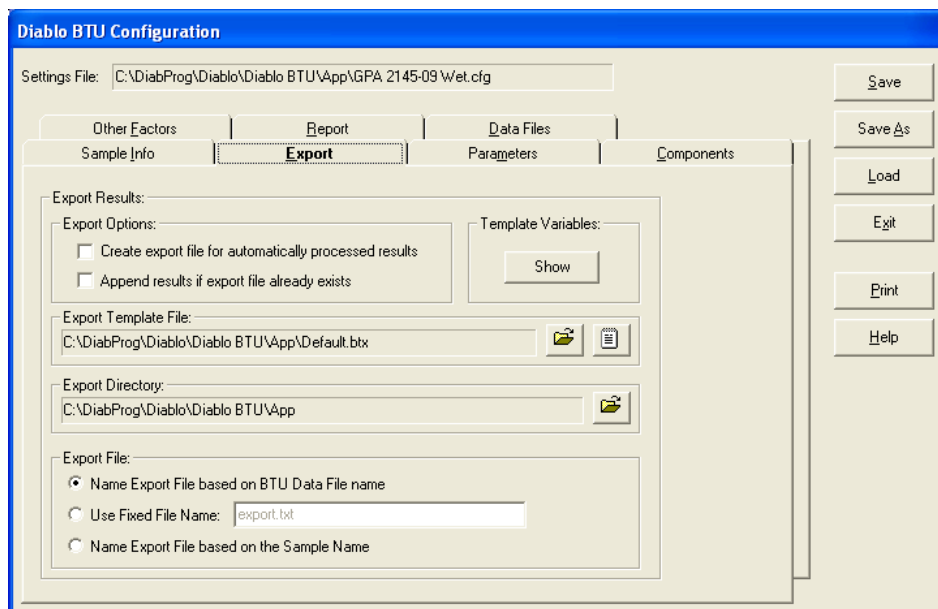 Diablo BTU Configuration
Settings File: C:\DiabProg\Diablo\Diablo BTU\App\GPA 2145-09 Wet.cfg
Save
Other Factors Report Data Files
Save As
Sample Info Export Parameters Components
Load
Export Results:
Exit
Export Options: Template Variables:
Create export file for automatically processed results
Show
Append results if export file already exists
Print
Export Template File:
C:\DiabProg\Diablo\Diablo BTU\App\Default.btx
Help
Export Directory:
C:\DiabProg\Diablo\Diablo BTU\App
Export File:
Name Export File based on BTU Data File name
Use Fixed File Name: export.txt
Name Export File based on the Sample Name